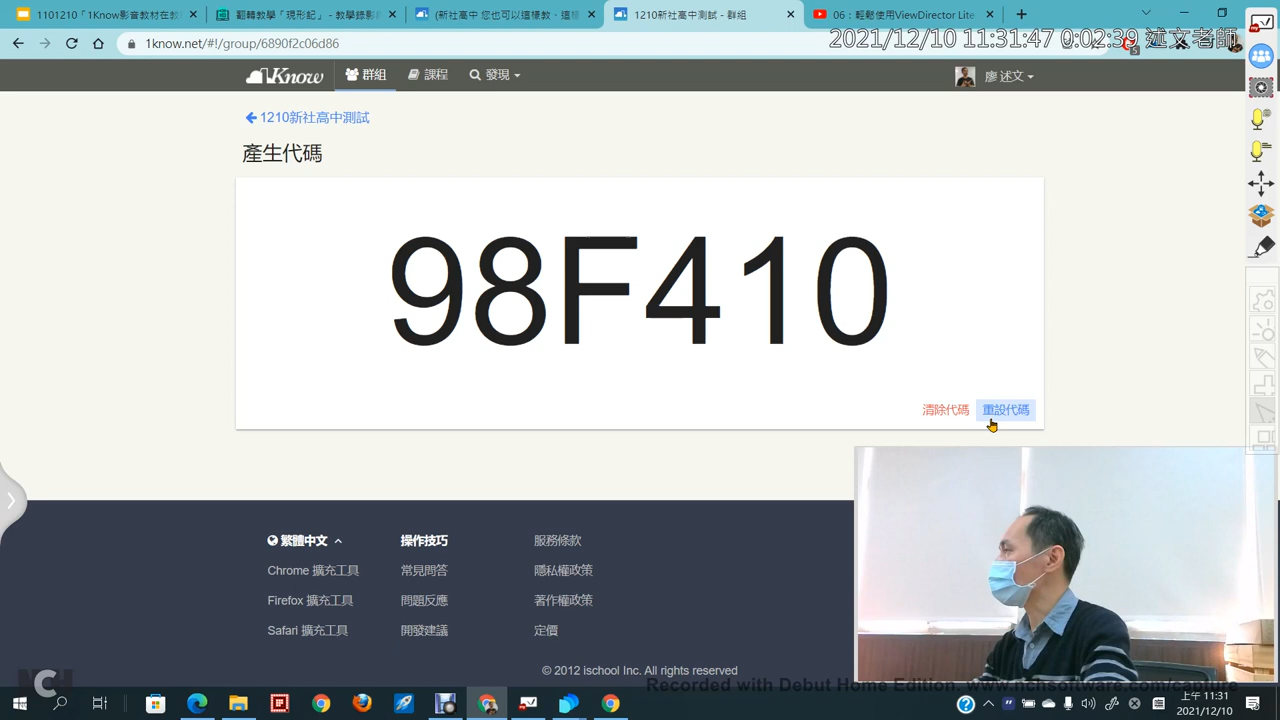 1101210「1Know影音教材在教
翻轉教學「現形記」- 教學錄影
(新社高中 您也可以這樣教、這樣
1210新社高中測試 - 群組
06：輕鬆使用ViewDirector Lite
1know.net/#!/group/6890f2c06d86
2021/12/10 11:31:47 0:02:39 述文老師
1Know
群組
課程
發現
廖 述文
1210新社高中測試
產生代碼
98F410
清除代碼
重設代碼
繁體中文
操作技巧
服務條款
Chrome 擴充工具
常見問答
隱私權政策
Firefox 擴充工具
問題反應
著作權政策
Safari 擴充工具
開發建議
定價
© 2012 ischool Inc. All rights reserved
Recorded with Debut Home Edition. www.nchsoftware.com/capture
NCH
上午 11:31
2021/12/10